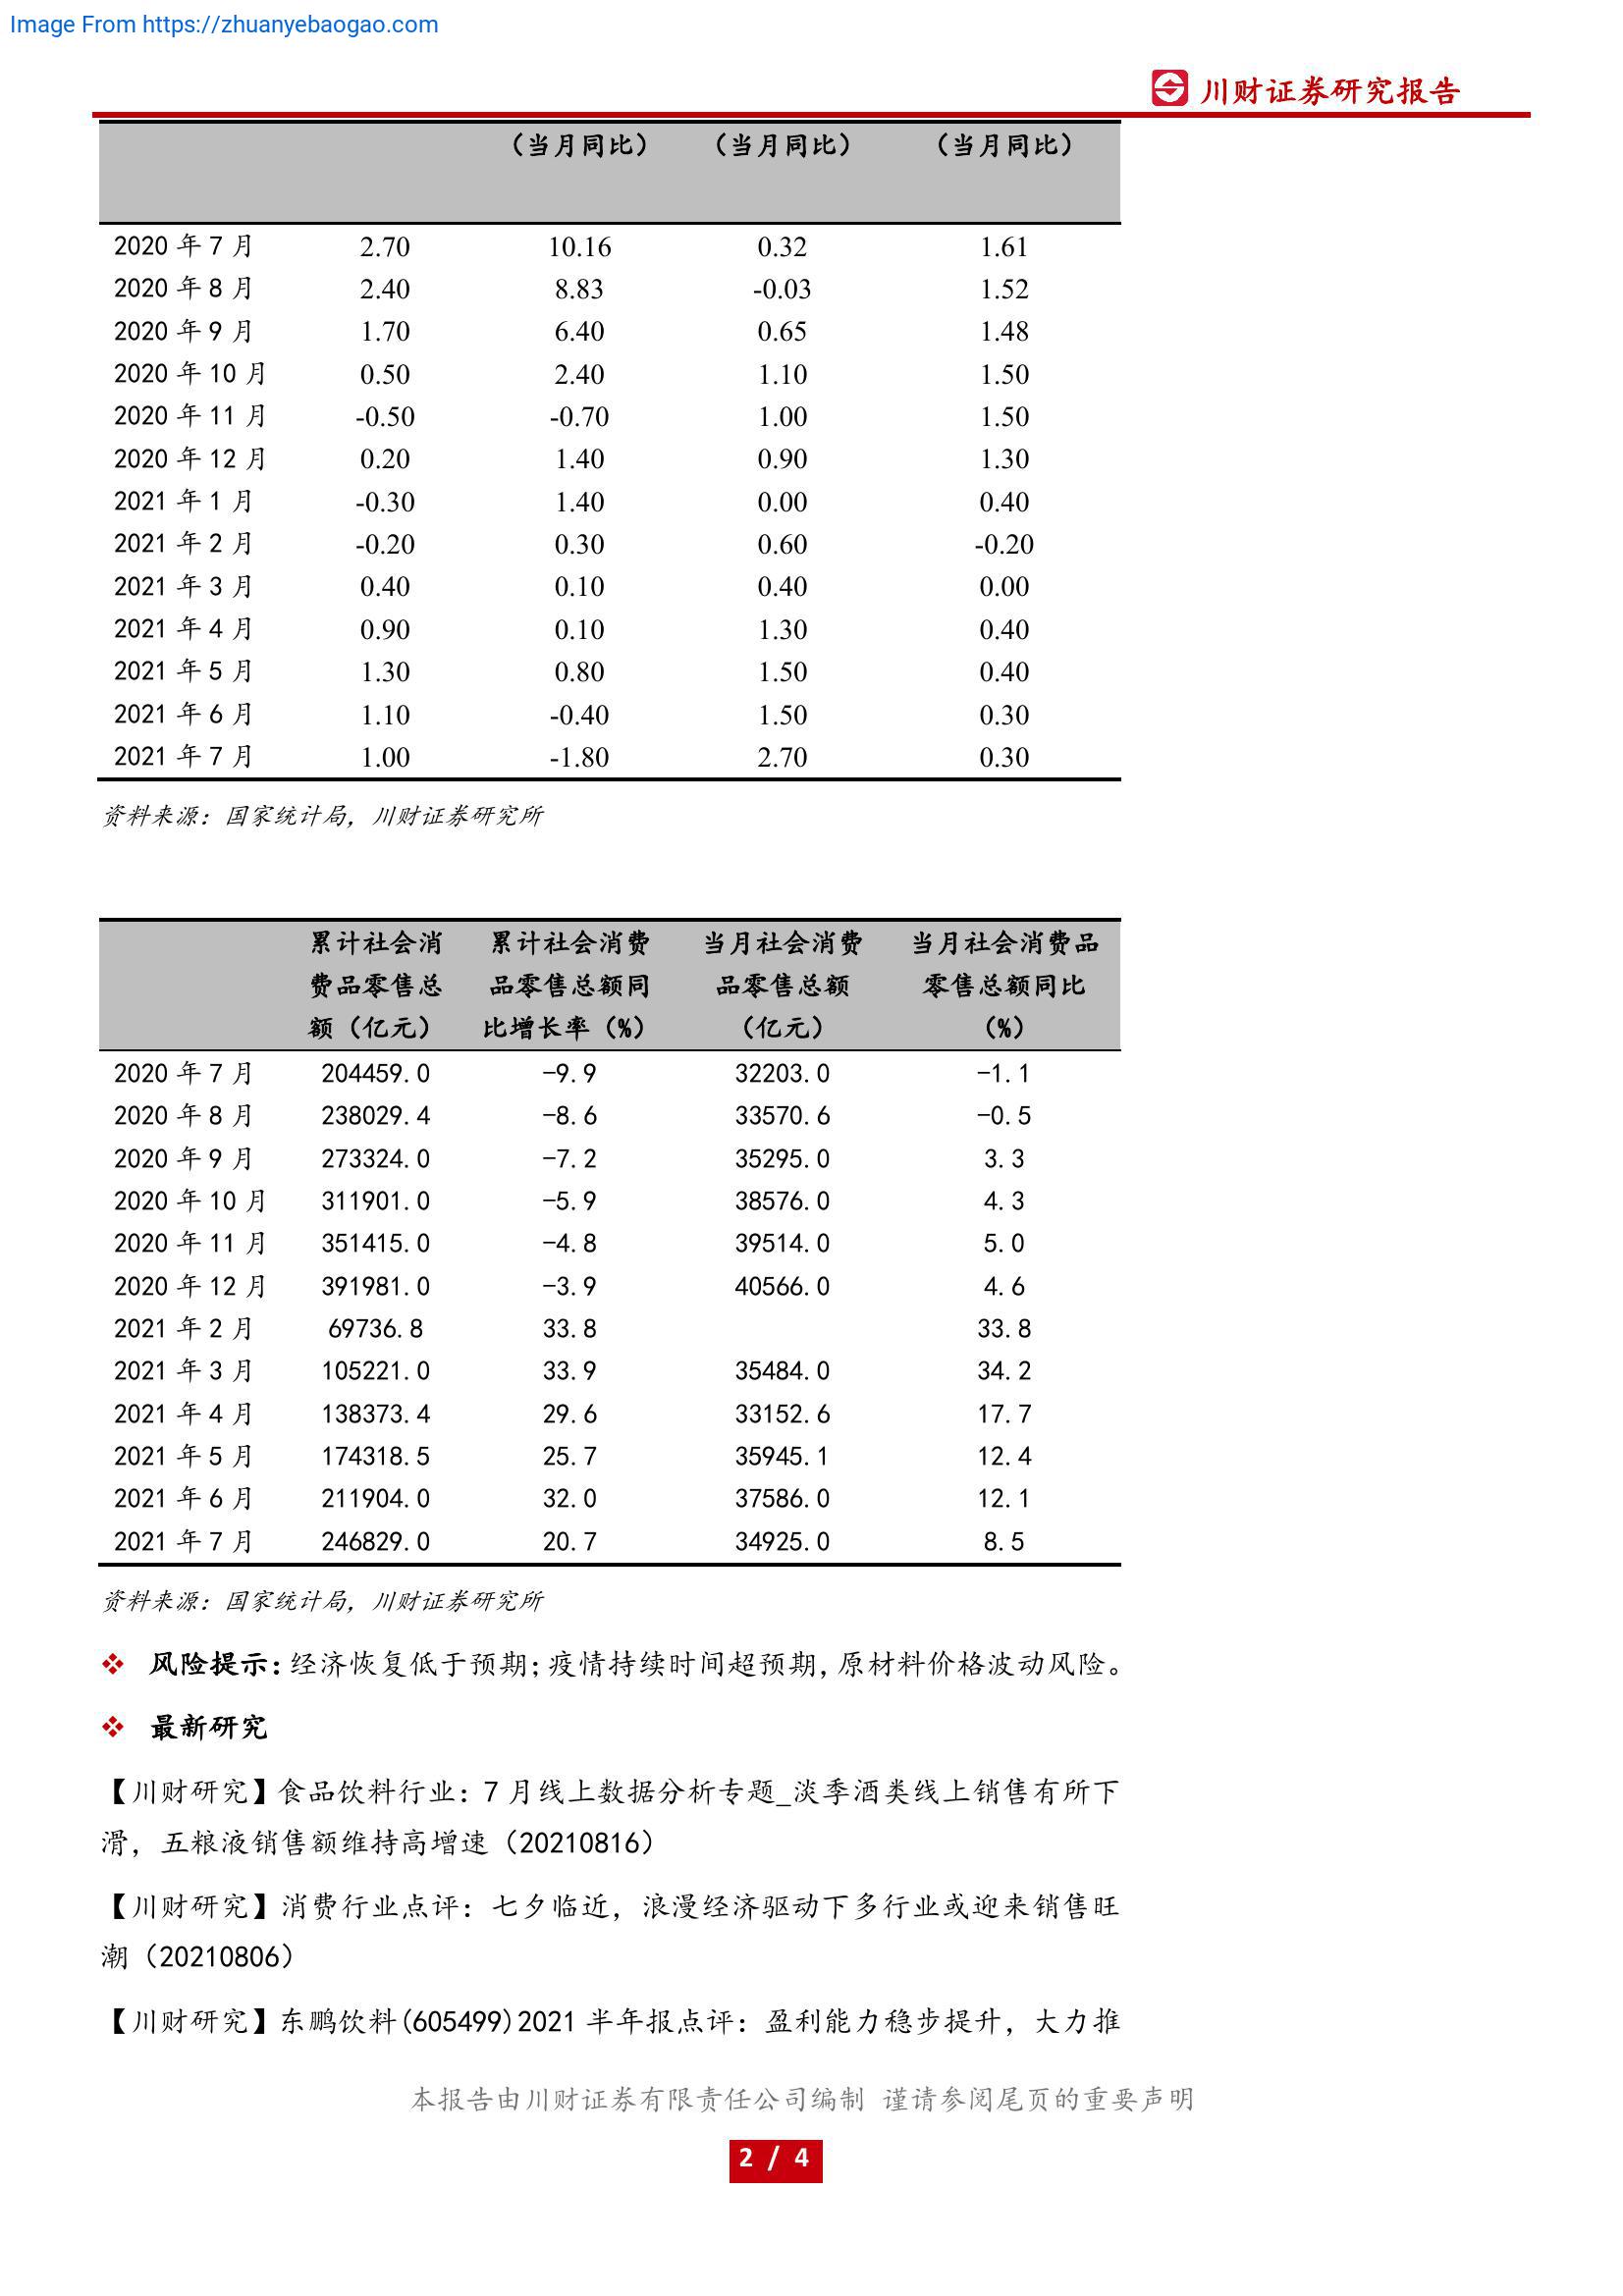 Image From https://zhuanyebaogao.com
川财证券研究报告
（当月同比） （当月同比） （当月同比）
2020 年 7 月 2.70 10.16 0.32 1.61
2020 年 8 月 2.40 8.83 -0.03 1.52
2020 年 9 月 1.70 6.40 0.65 1.48
2020 年 10 月 0.50 2.40 1.10 1.50
2020 年 11 月 -0.50 -0.70 1.00 1.50
2020 年 12 月 0.20 1.40 0.90 1.30
2021 年 1 月 -0.30 1.40 0.00 0.40
2021 年 2 月 -0.20 0.30 0.60 -0.20
2021 年 3 月 0.40 0.10 0.40 0.00
2021 年 4 月 0.90 0.10 1.30 0.40
2021 年 5 月 1.30 0.80 1.50 0.40
2021 年 6 月 1.10 -0.40 1.50 0.30
2021 年 7 月 1.00 -1.80 2.70 0.30
资料来源：国家统计局，川财证券研究所
累计社会消 累计社会消费 当月社会消费 当月社会消费品
费品零售总 品零售总额同 品零售总额 零售总额同比
额（亿元） 比增长率（%） （亿元） （%）
2020 年 7 月 204459.0 -9.9 32203.0 -1.1
2020 年 8 月 238029.4 -8.6 33570.6 -0.5
2020 年 9 月 273324.0 -7.2 35295.0 3.3
2020 年 10 月 311901.0 -5.9 38576.0 4.3
2020 年 11 月 351415.0 -4.8 39514.0 5.0
2020 年 12 月 391981.0 -3.9 40566.0 4.6
2021 年 2 月 69736.8 33.8 33.8
2021 年 3 月 105221.0 33.9 35484.0 34.2
2021 年 4 月 138373.4 29.6 33152.6 17.7
2021 年 5 月 174318.5 25.7 35945.1 12.4
2021 年 6 月 211904.0 32.0 37586.0 12.1
2021 年 7 月 246829.0 20.7 34925.0 8.5
资料来源：国家统计局，川财证券研究所
❖ 风险提示：经济恢复低于预期；疫情持续时间超预期，原材料价格波动风险。
❖ 最新研究
【川财研究】食品饮料行业：7 月线上数据分析专题_淡季酒类线上销售有所下
滑，五粮液销售额维持高增速（20210816）
【川财研究】消费行业点评：七夕临近，浪漫经济驱动下多行业或迎来销售旺
潮（20210806）
【川财研究】东鹏饮料(605499)2021 半年报点评：盈利能力稳步提升，大力推
本报告由川财证券有限责任公司编制 谨请参阅尾页的重要声明
2 / 4